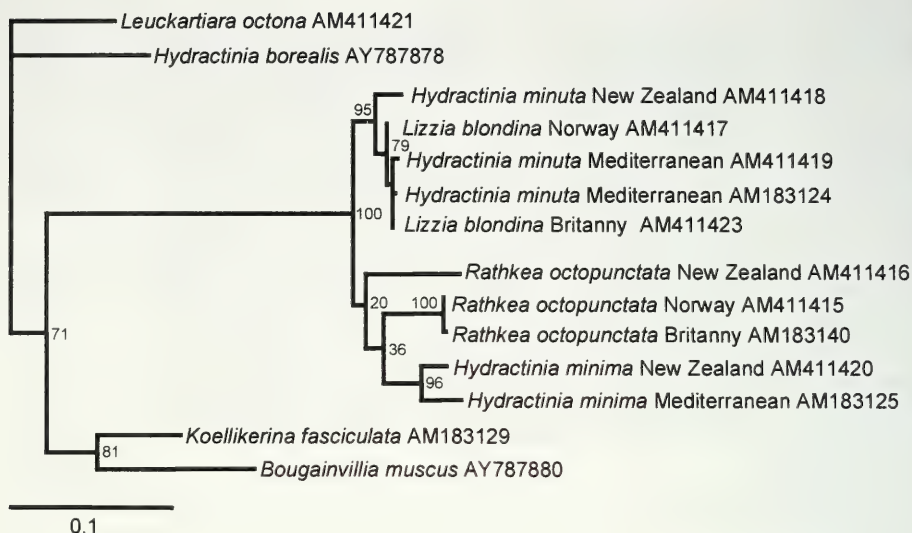 Leuckartiara octona AM411421
Hydractinia borealis AY787878
Hydractinia minuta New Zealand AM411418
95
Lizzia blondina Norway AM411417
79
Hydractinia minuta Mediterranean AM411419
Hydractinia minuta Mediterranean AM183124
100
Lizzia blondina Britanny AM411423
Rathkea octopunctata New Zealand AM411416
20
100
Rathkea octopunctata Norway AM411415
Rathkea octopunctata Britanny AM183140
71
36
Hydractinia minima New Zealand AM411420
96
Hydractinia minima Mediterranean AM183125
Koellikerina fasciculata AM183129
81
Bougainvillia muscus AY787880
0.1